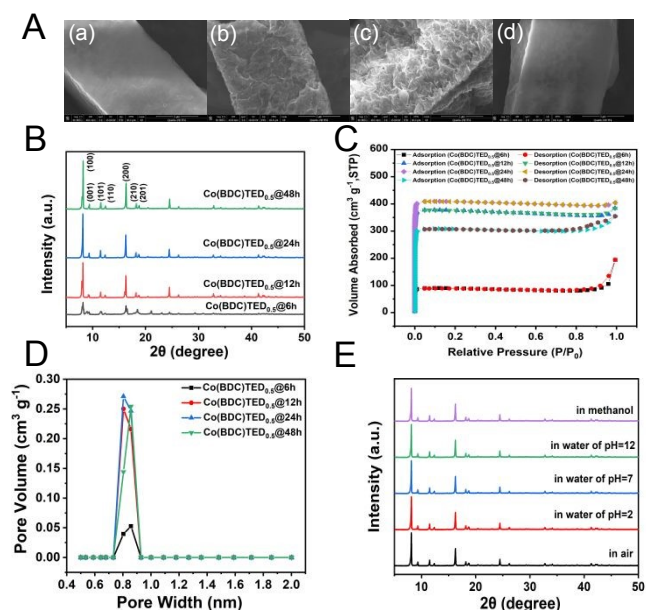 A
(a)
(b)
(c)
(d)
B
Intensity (a.u.)
(100)
(001)
(101)
(110)
(200)
(210)
(201)
Co(BDC)TED0.5@48h
Co(BDC)TED0.5@24h
Co(BDC)TED0.5@12h
Co(BDC)TED0.5@6h
10 20 30 40 50
2θ (degree)
C
Volume Absorbed (cm³ g⁻¹,STP)
600
500
400
300
200
100
0
Adsorption (Co(BDC)TED0.5@6h) Desorption (Co(BDC)TED0.5@6h)
Adsorption (Co(BDC)TED0.5@12h) Desorption (Co(BDC)TED0.5@12h)
Adsorption (Co(BDC)TED0.5@24h) Desorption (Co(BDC)TED0.5@24h)
Adsorption (Co(BDC)TED0.5@48h) Desorption (Co(BDC)TED0.5@48h)
0.0 0.2 0.4 0.6 0.8 1.0
Relative Pressure (P/P0)
D
Pore Volume (cm³ g⁻¹)
0.30
0.25
0.20
0.15
0.10
0.05
0.00
Co(BDC)TED0.5@6h
Co(BDC)TED0.5@12h
Co(BDC)TED0.5@24h
Co(BDC)TED0.5@48h
0.4 0.6 0.8 1.0 1.2 1.4 1.6 1.8 2.0
Pore Width (nm)
E
Intensity (a.u.)
in methanol
in water of pH=12
in water of pH=7
in water of pH=2
in air
10 20 30 40 50
2θ (degree)